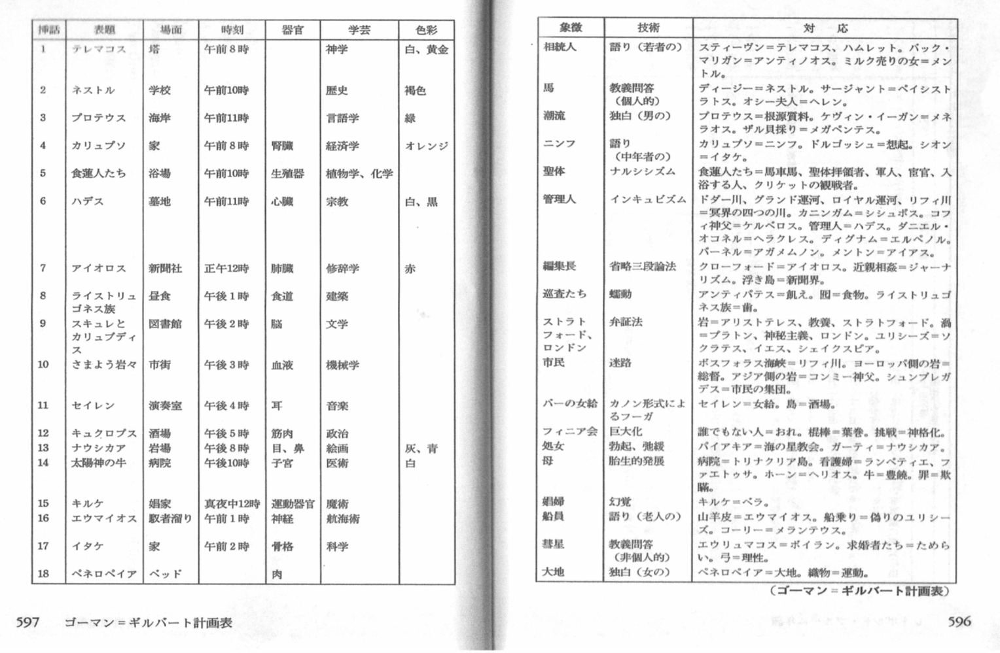 挿話 表題 場面 時刻 器官 学芸 色彩
1 テレマコス 塔 午前8時 神学 白、黄金
2 ネストル 学校 午前10時 歴史 褐色
3 プロテウス 海岸 午前11時 言語学 緑
4 カリュプソ 家 午前8時 腎臓 経済学 オレンジ
5 食蓮人たち 浴場 午前10時 生殖器 植物学、化学
6 ハデス 墓地 午前11時 心臓 宗教 白、黒
7 アイオロス 新聞社 正午12時 肺臓 修辞学 赤
8 ライストリュ 昼食 午後1時 食道 建築
ゴネス族
9 スキュレと 図書館 午後2時 脳 文学
カリュブディ
ス
10 さまよう岩々 市街 午後3時 血液 機械学
11 セイレン 演奏室 午後4時 耳 音楽
12 キュクロプス 酒場 午後5時 筋肉 政治
13 ナウシカア 岩場 午後8時 目、鼻 絵画 灰、青
14 太陽神の牛 病院 午後10時 子宮 医術 白
15 キルケ 娼家 真夜中12時 運動器官 魔術
16 エウマイオス 馭者溜り 午前1時 神経 航海術
17 イタケ 家 午前2時 骨格 科学
18 ペネロペイア ベッド 肉
597 ゴーマン=ギルバート計画表
象徴 技術 対応
相続人 語り(若者の) スティーヴン=テレマコス、ハムレット。バック・
マリガン=アンティノオス。ミルク売りの女=メン
トル。
馬 教義問答 ディージー=ネストル。サージャント=ペイシスト
(個人的) ラトス。オシー夫人=ヘレン。
潮流 独白(男の) プロテウス=根源質料。ケヴィン・イーガン=メネ
ラオス。ザル貝採り=メガペンテス。
ニンフ 語り カリュプソ=ニンフ。ドルゴッシュ=想起。シオン
(中年者の) =イタケ。
聖体 ナルシシズム 食蓮人たち=馬車馬、聖体拝領者、軍人、宦官、入
浴する人、クリケットの観戦者。
管理人 インキュビズム ドダー川、グランド運河、ロイヤル運河、リフィ川
=冥界の四つの川。カニンガム=シシュポス。コフ
ィ神父=ケルベロス。管理人=ハデス。ダニエル・
オコネル=ヘラクレス。ディグナム=エルペノル。
パーネル=アガメムノン。メントン=アイアス。
編集長 省略三段論法 クローフォード=アイオロス。近親相姦=ジャーナ
リズム。浮き島=新聞界。
巡査たち 蠕動 アンティパテス=飢え。囮=食物。ライストリュゴ
ネス族=歯。
ストラト 弁証法 岩=アリストテレス、教義、ストラトフォード。渦
フォード、 =プラトン、神秘主義、ロンドン。ユリシーズ=ソ
ロンドン クラテス、イエス、シェイクスピア。
市民 迷路 ボスフォラス海峡=リフィ川。ヨーロッパ側の岩=
総督。アジア側の岩=コンミー神父。シュンプレガ
デス=市民の集団。
バーの女給 カノン形式によ セイレン=女給。島=酒場。
るフーガ
フィニア会 巨大化 誰でもない人=おれ。棍棒=葉巻。挑戦=神格化。
処女 勃起、弛緩 パイアキア=海の星教会。ガーティ=ナウシカア。
母 胎生的発展 病院=トリナクリア島。看護婦=ランペティエ、フ
ァエトゥサ。ホーン=ヘリオス。牛=豊饒。罪=欺
瞞。
娼婦 幻覚 キルケ=ベラ。
船員 語り(老人の) 山羊皮=エウマイオス。船乗り=偽りのユリシー
ズ。コーリー=メランテウス。
彗星 教義問答 エウリュマコス=ボイラン。求婚者たち=ためら
(非個人的) い。弓=理性。
大地 独白(女の) ペネロペイア=大地。織物=運動。
(ゴーマン=ギルバート計画表)
596